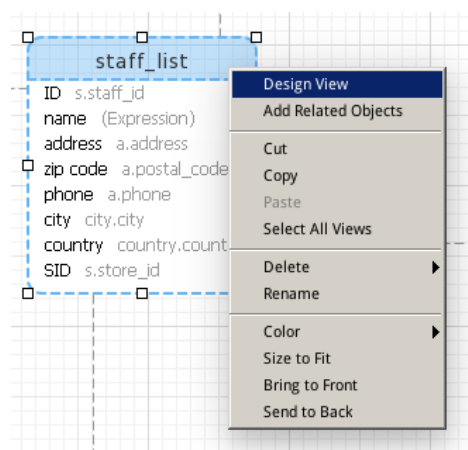 staff_list
ID s.staff_id
name (Expression)
address a.address
zip code a.postal_code
phone a.phone
city city.city
country country.count
SID s.store_id
Design View
Add Related Objects
Cut
Copy
Paste
Select All Views
Delete
Rename
Color
Size to Fit
Bring to Front
Send to Back